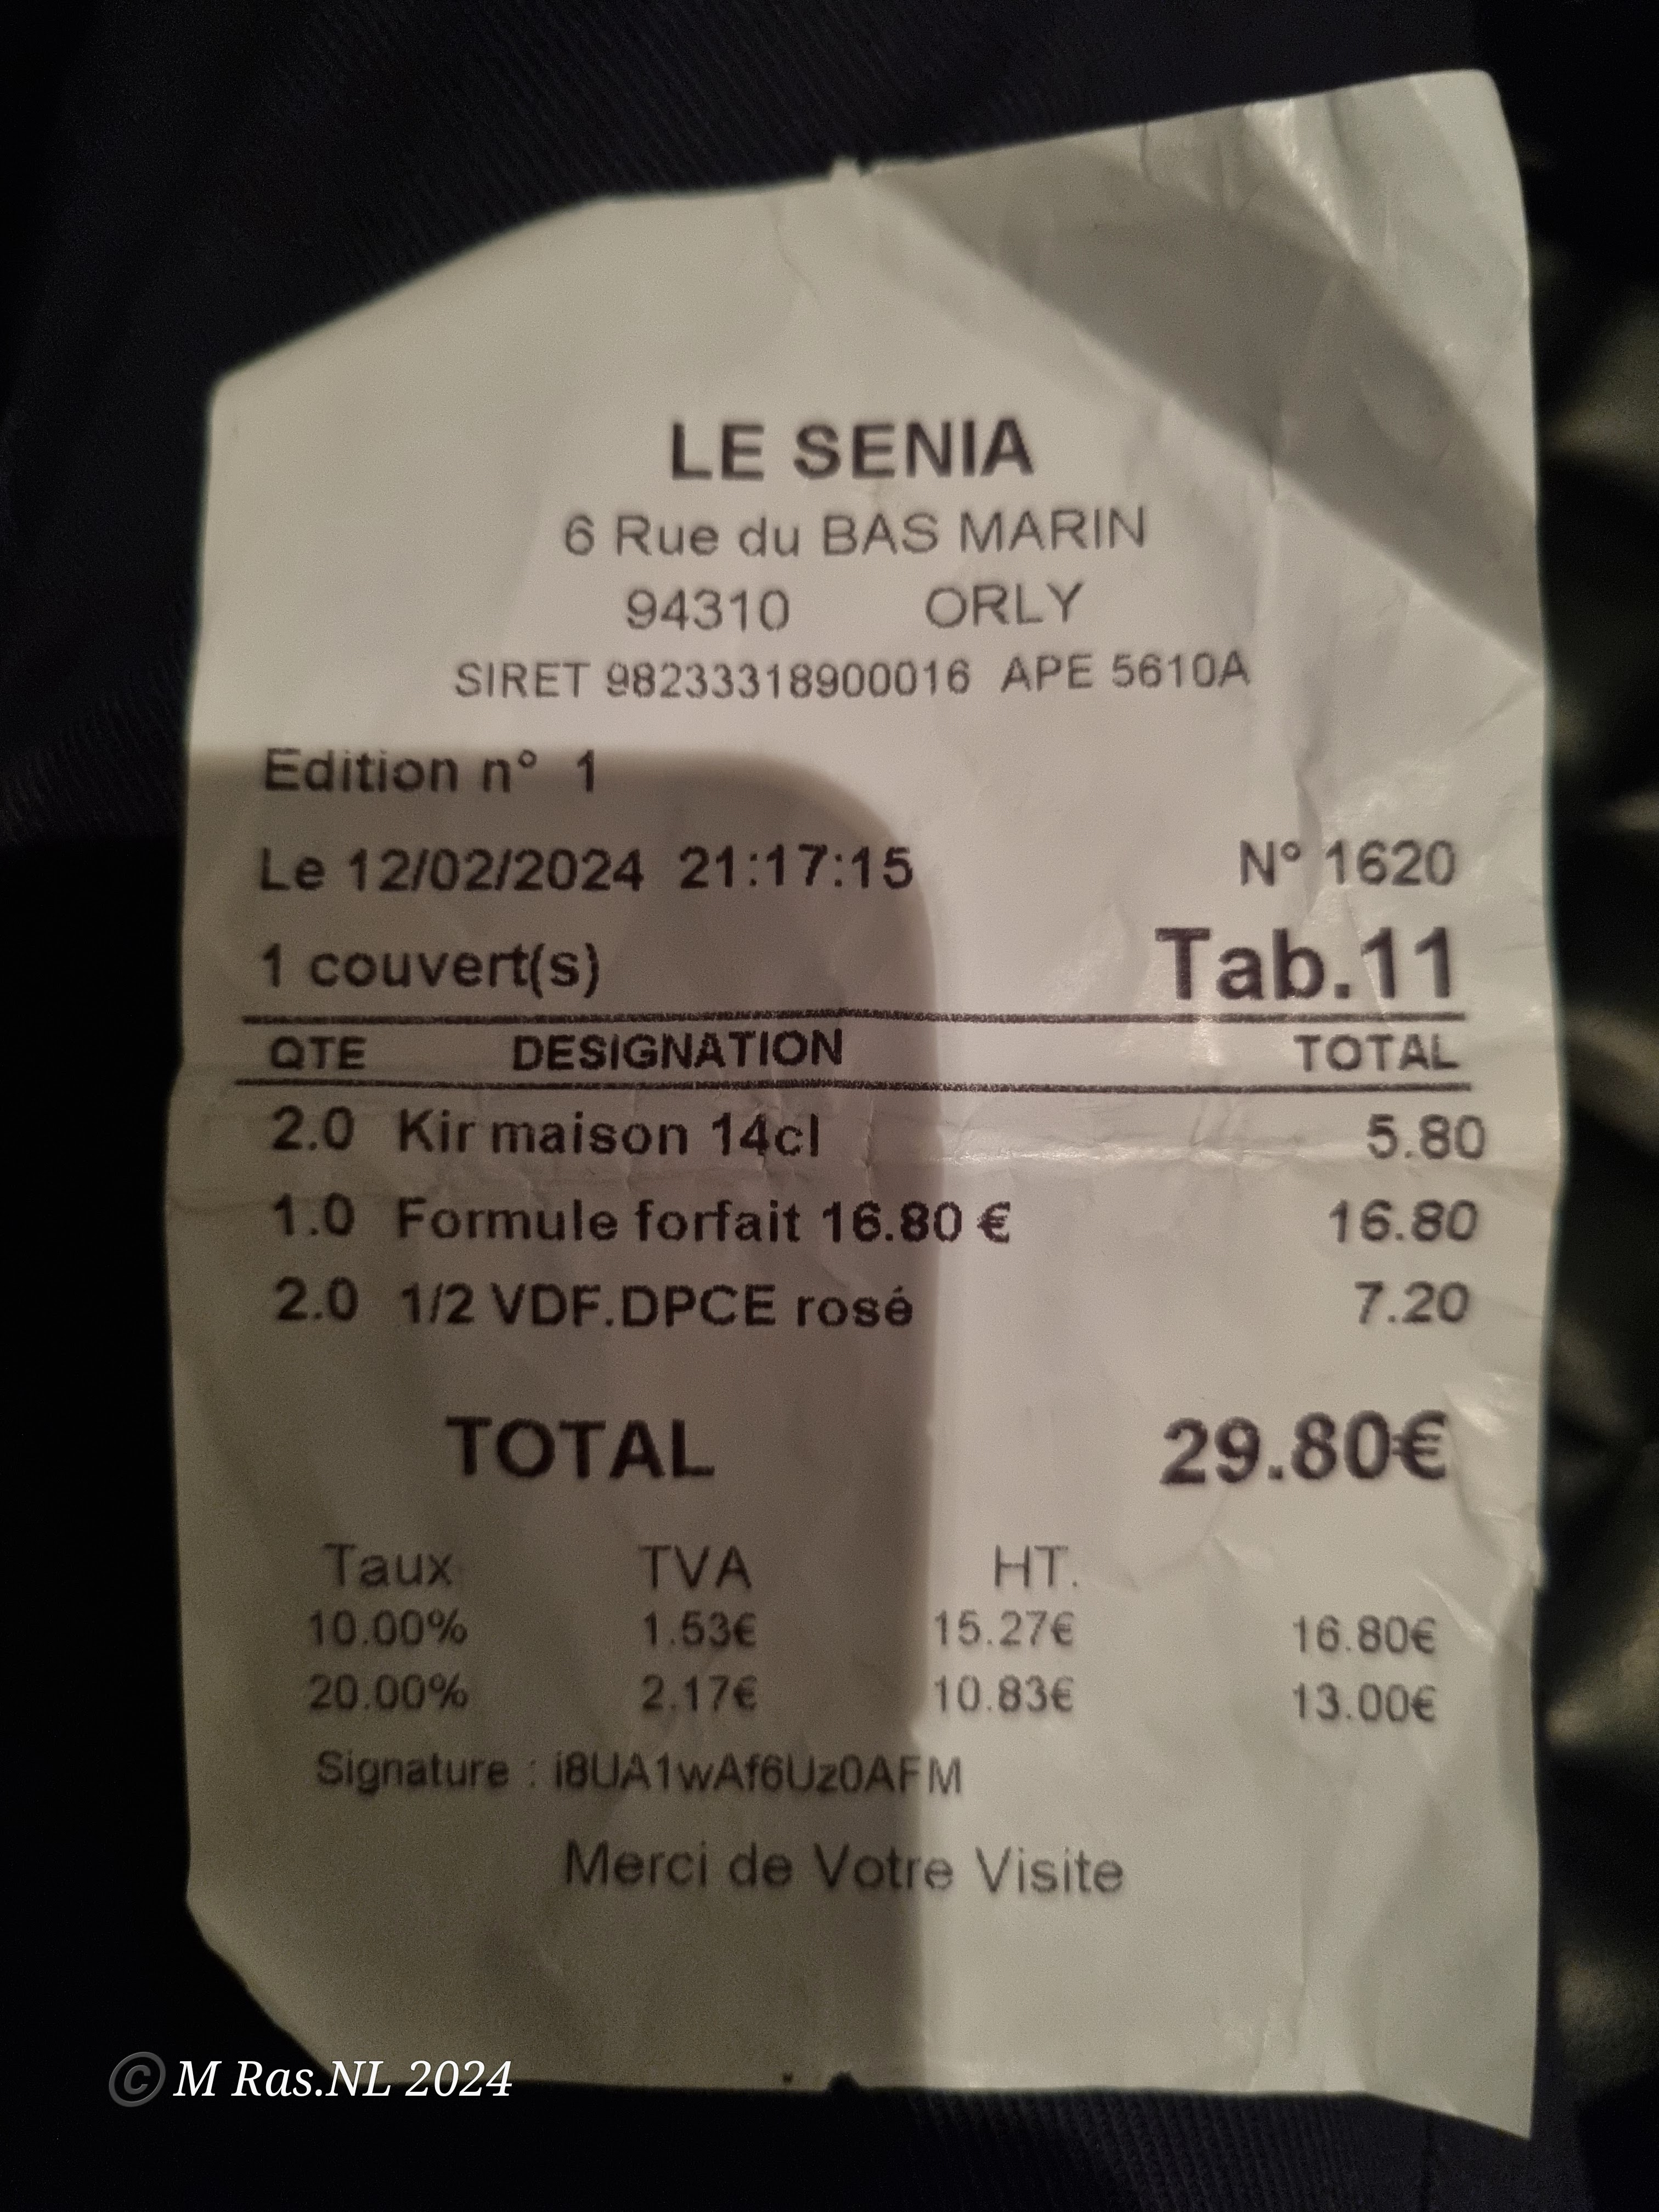 LE SENIA
6 Rue du BAS MARIN
94310 ORLY
SIRET 98233318900016 APE 5610A
Edition n° 1
Le 12/02/2024 21:17:15 N° 1620
1 couvert(s) Tab.11
QTE DESIGNATION TOTAL
2.0 Kir maison 14cl 5.80
1.0 Formule forfait 16.80 € 16.80
2.0 1/2 VDF.DPCE rosé 7.20
TOTAL 29.80€
Taux TVA HT.
10.00% 1.53€ 15.27€ 16.80€
20.00% 2.17€ 10.83€ 13.00€
Signature : i8UA1wAf6Uz0AFM
Merci de Votre Visite
© M Ras.NL 2024